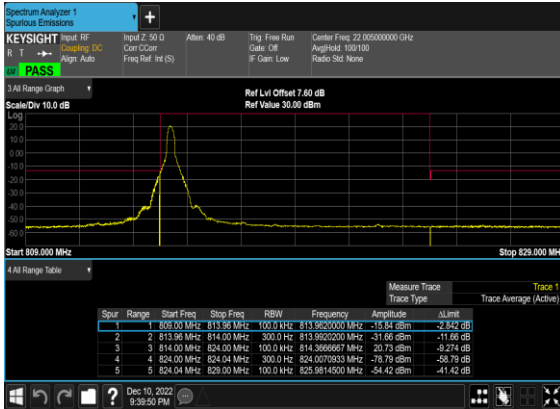 Spectrum Analyzer 1
Spurious Emissions
+
KEYSIGHT Input: RF Input Z: 50 Ω Atten: 40 dB Trig: Free Run Center Freq: 22.005000000 GHz
R T Coupling: DC Corr CCorr Gate: Off Avg|Hold: 100/100
Align: Auto Freq Ref: Int (S) IF Gain: Low Radio Std: None
PASS
3 All Range Graph
Ref Lvl Offset 7.60 dB
Scale/Div 10.0 dB Ref Value 30.00 dBm
Log
20.0
10.0
0.00
-10.0
-20.0
-30.0
-40.0
-50.0
-60.0
Start 809.000 MHz Stop 829.000 MH
4 All Range Table
Measure Trace Trace 1
Trace Type Trace Average (Active)
Spur Range Start Freq Stop Freq RBW Frequency Amplitude ΔLimit
1 1 809.00 MHz 813.96 MHz 100.0 kHz 813.9620000 MHz -15.84 dBm -2.842 dB
2 2 813.96 MHz 814.00 MHz 300.0 Hz 813.9920200 MHz -31.66 dBm -11.66 dB
3 3 814.00 MHz 824.00 MHz 100.0 kHz 814.3666667 MHz 20.73 dBm -9.274 dB
4 4 824.00 MHz 824.04 MHz 300.0 Hz 824.0070933 MHz -78.79 dBm -58.79 dB
5 5 824.04 MHz 829.00 MHz 100.0 kHz 825.9814500 MHz -54.42 dBm -41.42 dB
? Dec 10, 2022
9:39:50 PM